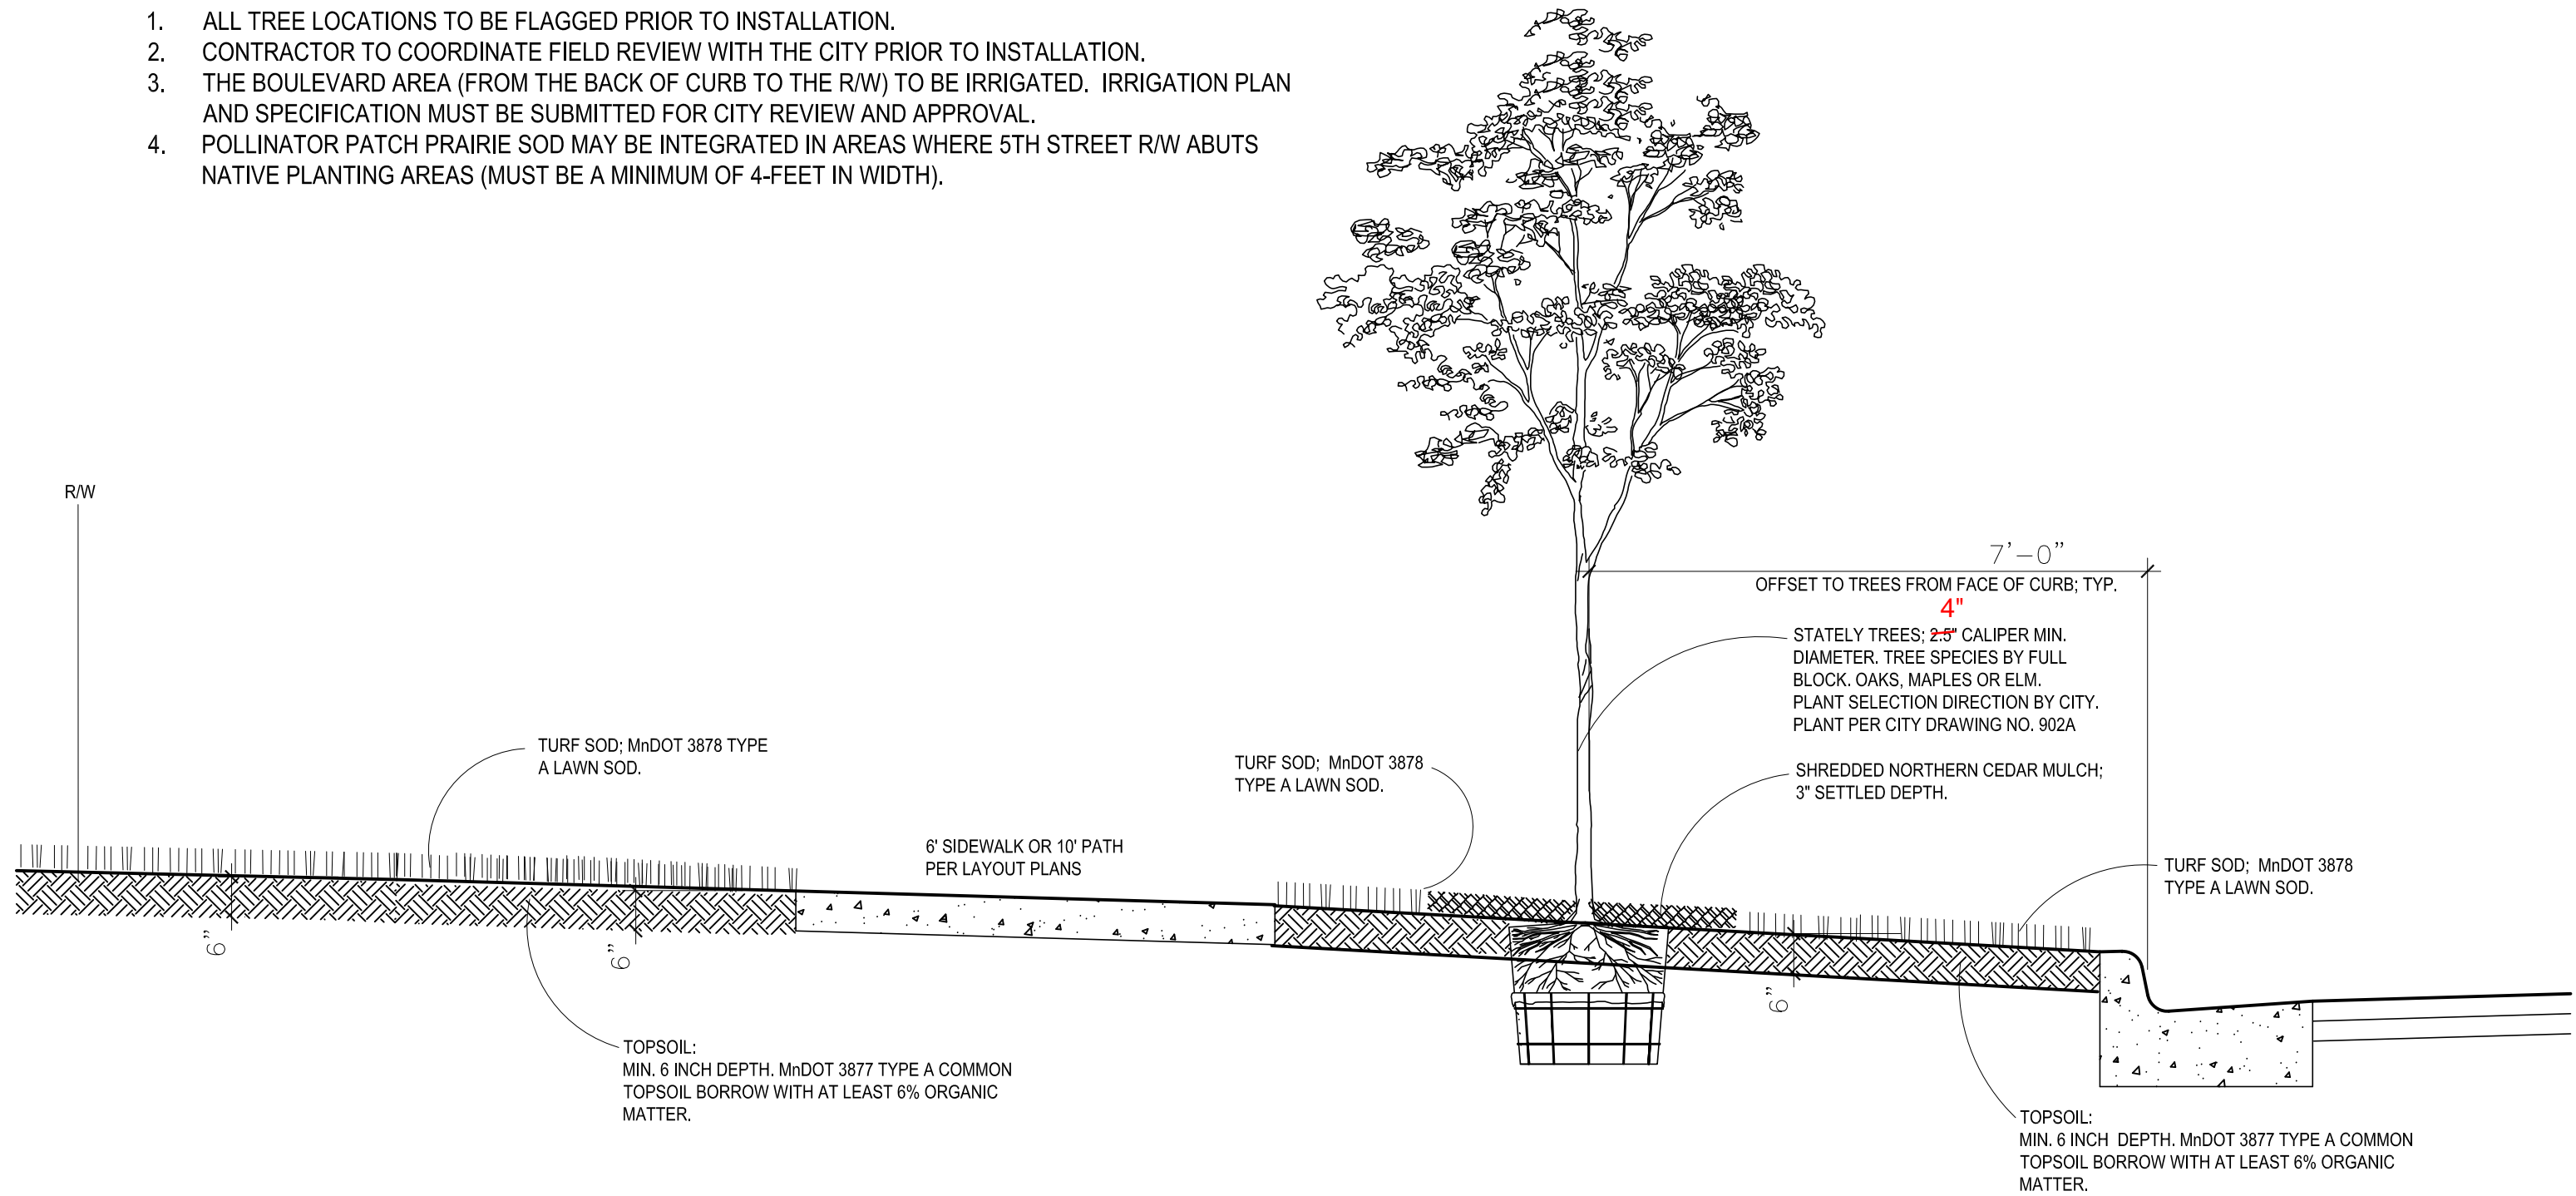 1. ALL TREE LOCATIONS TO BE FLAGGED PRIOR TO INSTALLATION.
2. CONTRACTOR TO COORDINATE FIELD REVIEW WITH THE CITY PRIOR TO INSTALLATION.
3. THE BOULEVARD AREA (FROM THE BACK OF CURB TO THE R/W) TO BE IRRIGATED. IRRIGATION PLAN
AND SPECIFICATION MUST BE SUBMITTED FOR CITY REVIEW AND APPROVAL.
4. POLLINATOR PATCH PRAIRIE SOD MAY BE INTEGRATED IN AREAS WHERE 5TH STREET R/W ABUTS
NATIVE PLANTING AREAS (MUST BE A MINIMUM OF 4-FEET IN WIDTH).
R/W
7'-0"
OFFSET TO TREES FROM FACE OF CURB; TYP.
4"
STATELY TREES; 2.5" CALIPER MIN.
DIAMETER. TREE SPECIES BY FULL
BLOCK. OAKS, MAPLES OR ELM.
PLANT SELECTION DIRECTION BY CITY.
PLANT PER CITY DRAWING NO. 902A
TURF SOD; MnDOT 3878 TYPE
A LAWN SOD.
TURF SOD; MnDOT 3878
TYPE A LAWN SOD.
SHREDDED NORTHERN CEDAR MULCH;
3" SETTLED DEPTH.
6' SIDEWALK OR 10' PATH
PER LAYOUT PLANS
TURF SOD; MnDOT 3878
TYPE A LAWN SOD.
6"
6"
6"
TOPSOIL:
MIN. 6 INCH DEPTH. MnDOT 3877 TYPE A COMMON
TOPSOIL BORROW WITH AT LEAST 6% ORGANIC
MATTER.
TOPSOIL:
MIN. 6 INCH DEPTH. MnDOT 3877 TYPE A COMMON
TOPSOIL BORROW WITH AT LEAST 6% ORGANIC
MATTER.